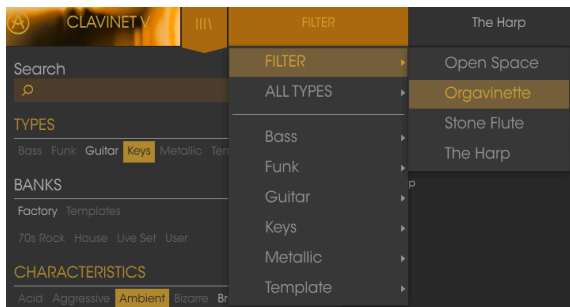 CLAVINET V
FILTER
The Harp
Search
TYPES
Bass Funk Guitar Keys Metallic Ten
BANKS
Factory Templates
70s Rock House Live Set User
CHARACTERISTICS
Acid Aggressive Ambient Bizarre Br
FILTER
ALL TYPES
Bass
Funk
Guitar
Keys
Metallic
Template
Open Space
Orgavinette
Stone Flute
The Harp
p